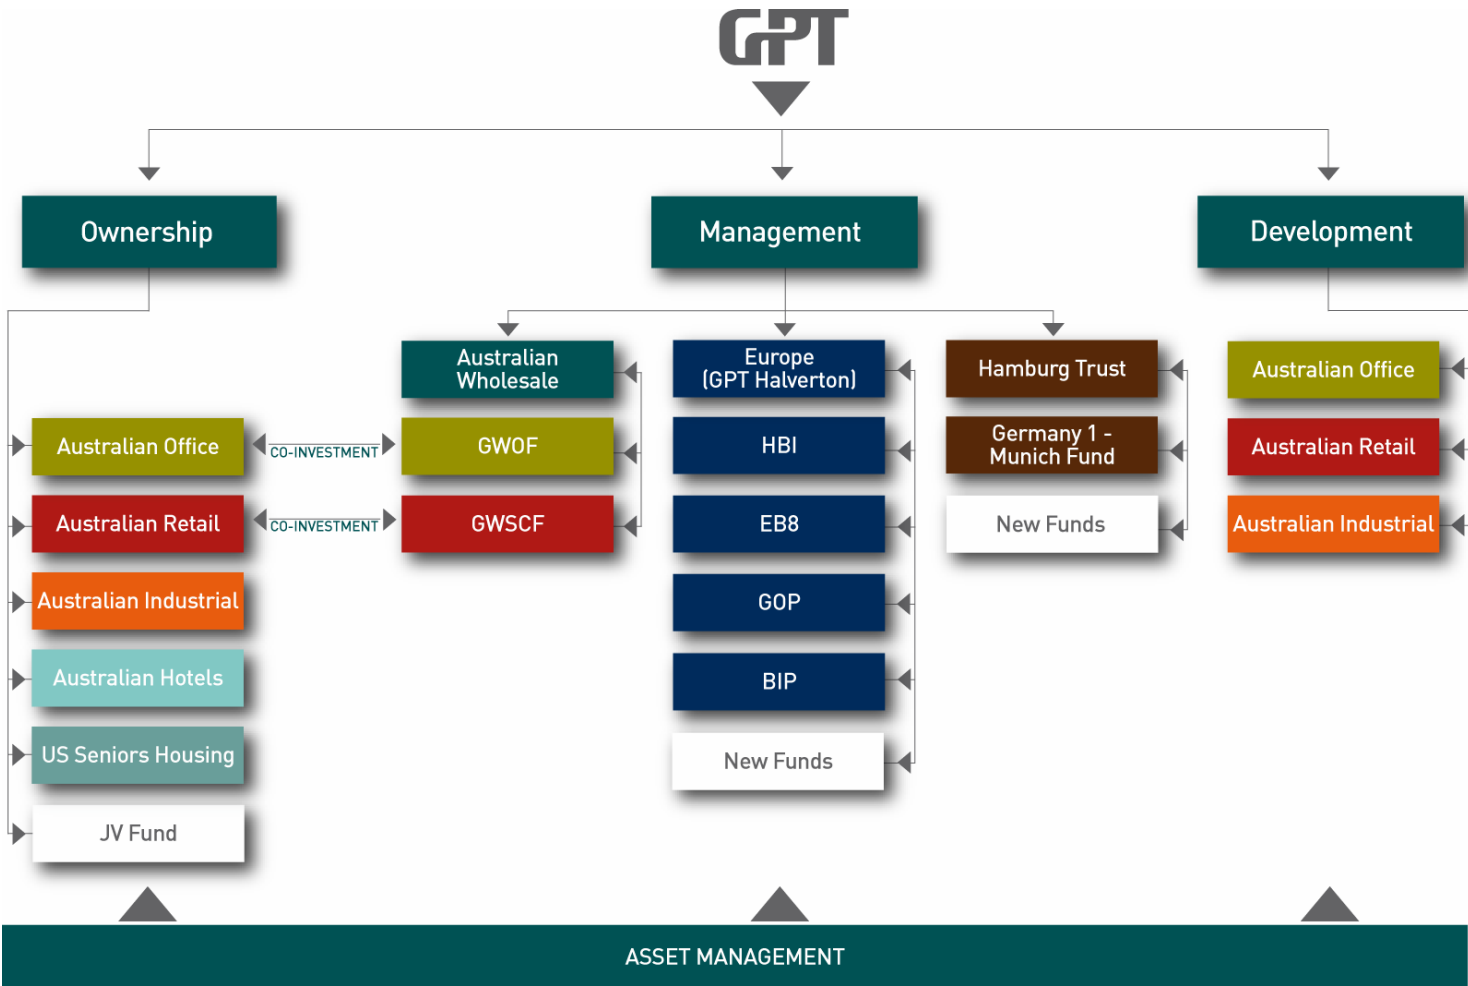 GPT
Ownership
Management
Development
Australian
Wholesale
GWOF
GWSCF
Europe
(GPT Halverton)
HBI
EB8
GOP
BIP
New Funds
Hamburg Trust
Germany 1 -
Munich Fund
New Funds
Australian Office
Australian Retail
Australian Industrial
Australian Office
CO-INVESTMENT
Australian Retail
CO-INVESTMENT
Australian Industrial
Australian Hotels
US Seniors Housing
JV Fund
ASSET MANAGEMENT